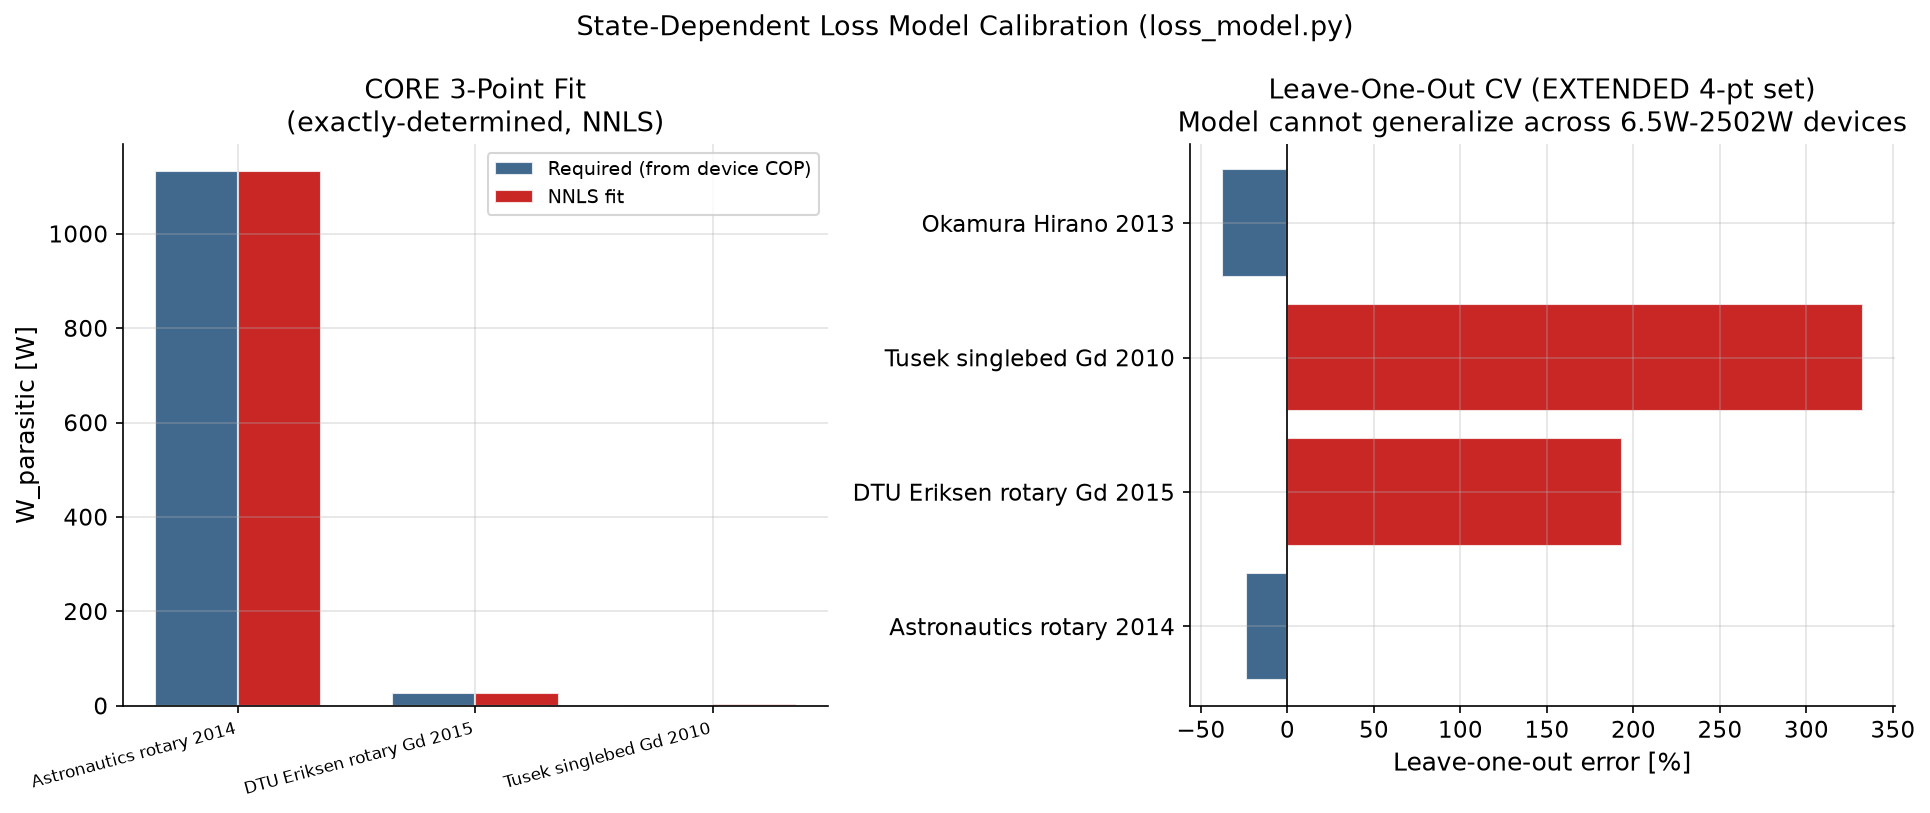 State-Dependent Loss Model Calibration (loss_model.py)
CORE 3-Point Fit
(exactly-determined, NNLS)
Required (from device COP)
NNLS fit
W_parasitic [W]
1000
800
600
400
200
0
Astronautics rotary 2014
DTU Eriksen rotary Gd 2015
Tusek singlebed Gd 2010
Leave-One-Out CV (EXTENDED 4-pt set)
Model cannot generalize across 6.5W-2502W devices
Okamura Hirano 2013
Tusek singlebed Gd 2010
DTU Eriksen rotary Gd 2015
Astronautics rotary 2014
−50 0 50 100 150 200 250 300 350
Leave-one-out error [%]